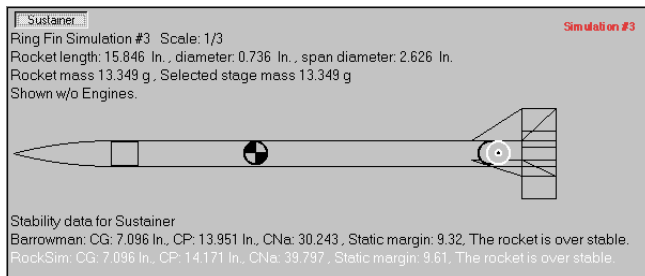 Sustainer
Simulation #3
Ring Fin Simulation #3 Scale: 1/3
Rocket length: 15.846 In., diameter: 0.736 In., span diameter: 2.626 In.
Rocket mass 13.349 g , Selected stage mass 13.349 g
Shown w/o Engines.
Stability data for Sustainer
Barrowman: CG: 7.096 In., CP: 13.951 In., CNa: 30.243 , Static margin: 9.32, The rocket is over stable.
RockSim: CG: 7.096 In., CP: 14.171 In., CNa: 39.797 , Static margin: 9.61, The rocket is over stable.